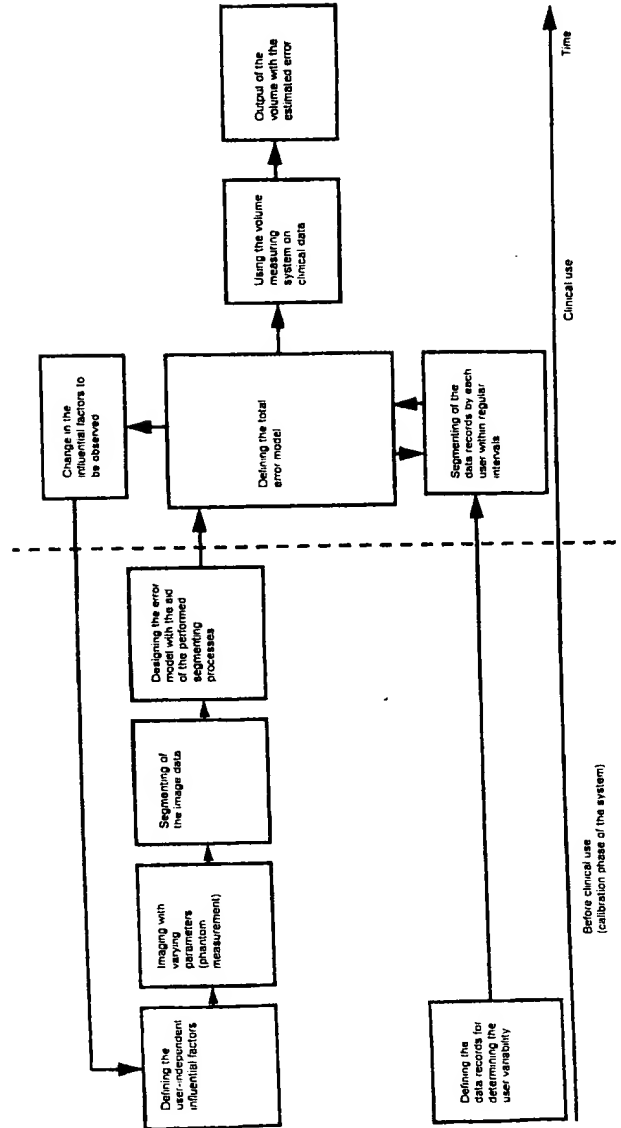 Defining the
user-independent
influential factors
Imaging with
varying
parameters
(phantom
measurement)
Segmenting of
the image data
Designing the error
model with the aid
of the performed
segmenting
processes
Change in the
influential factors to
be observed
Defining the total
error model
Using the volume
measuring
system on
clinical data
Output of the
volume with the
estimated error
Defining the
data records for
determining the
user variability
Segmenting of the
data records by each
user within regular
intervals
Before clinical use
(calibration phase of the system)
Clinical use
Time